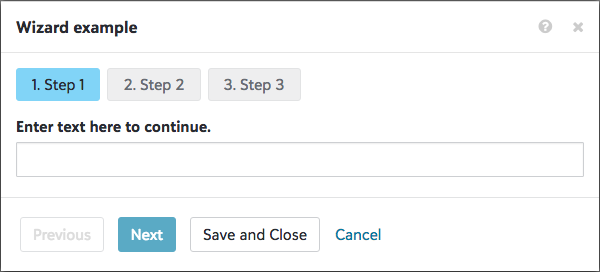 Wizard example
1. Step 1 2. Step 2 3. Step 3
Enter text here to continue.
Previous Next Save and Close Cancel